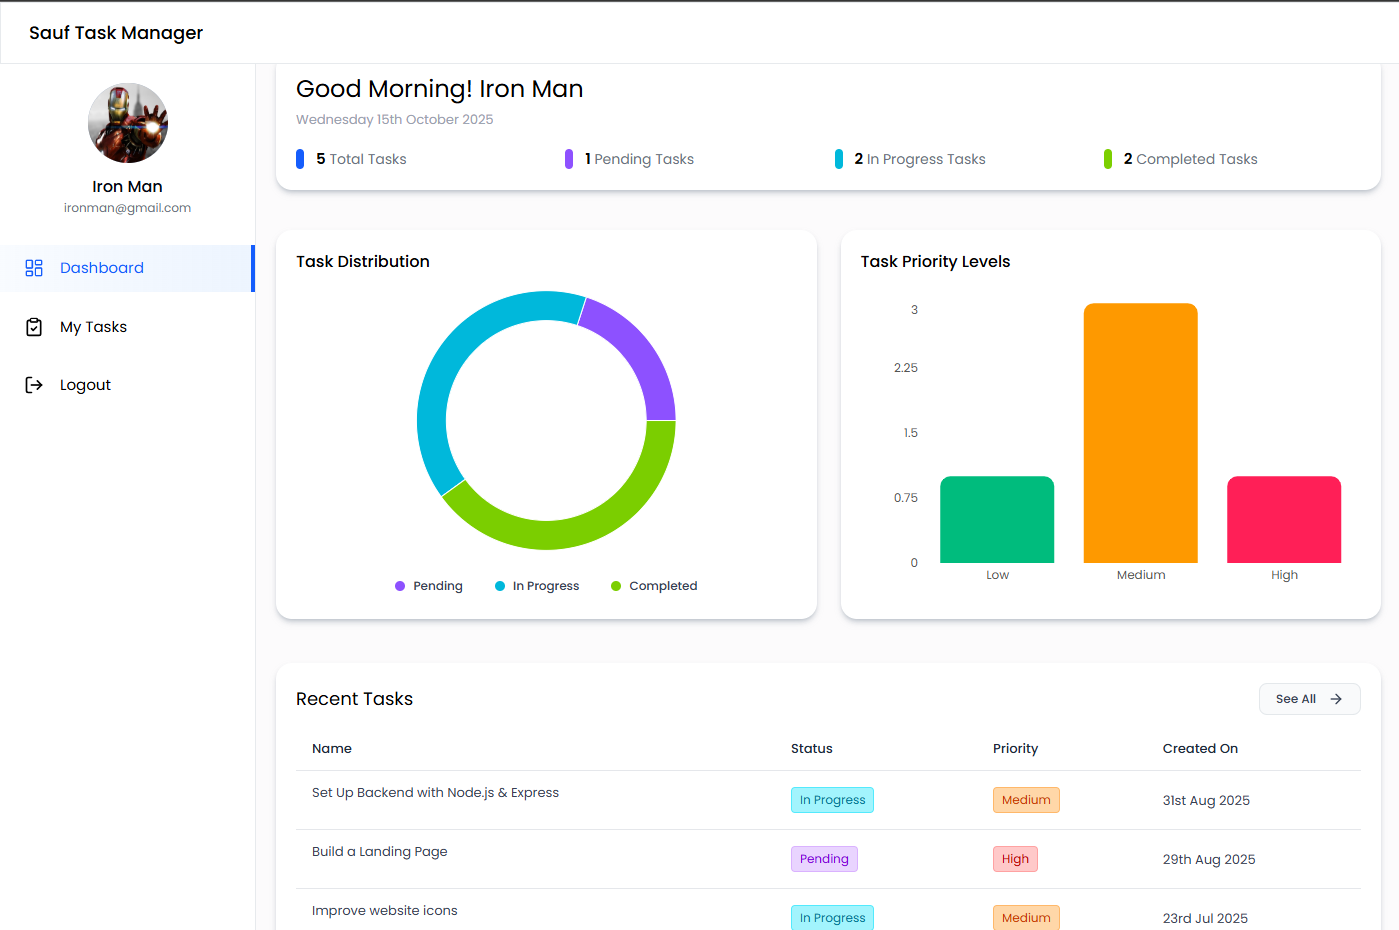 Sauf Task Manager
Iron Man
ironman@gmail.com
Dashboard
My Tasks
Logout
Good Morning! Iron Man
Wednesday 15th October 2025
5 Total Tasks
1 Pending Tasks
2 In Progress Tasks
2 Completed Tasks
Task Distribution
Pending
In Progress
Completed
Task Priority Levels
3
2.25
1.5
0.75
0
Low
Medium
High
Recent Tasks
See All
Name Status Priority Created On
Set Up Backend with Node.js & Express In Progress Medium 31st Aug 2025
Build a Landing Page Pending High 29th Aug 2025
Improve website icons In Progress Medium 23rd Jul 2025